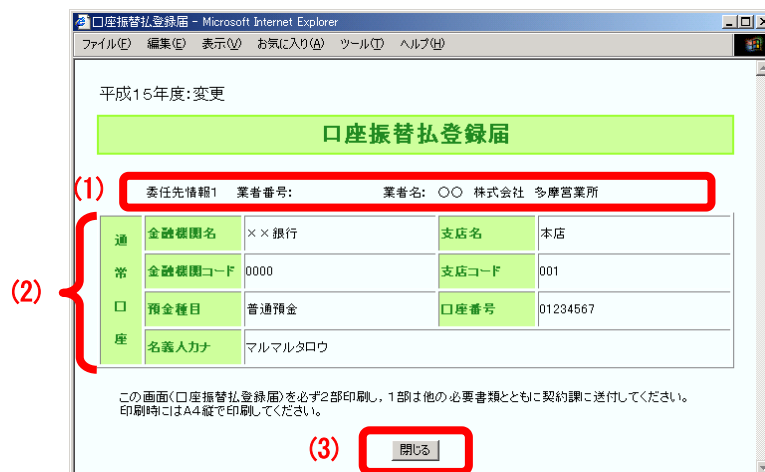 口座振替払登録届 - Microsoft Internet Explorer
ファイル(F) 編集(E) 表示(V) お気に入り(A) ツール(T) ヘルプ(H)
平成15年度:変更
口座振替払登録届
(1)
委任先情報1 業者番号: 業者名: 〇〇 株式会社 多摩営業所
(2)
通常口座
金融機関名 ××銀行 支店名 本店
金融機関コード 0000 支店コード 001
預金種目 普通預金 口座番号 01234567
名義人カナ マルマルタロウ
この画面(口座振替払登録届)を必ず2部印刷し，1部は他の必要書類とともに契約課に送付してください。
印刷時にはA4縦で印刷してください。
(3) 閉じる